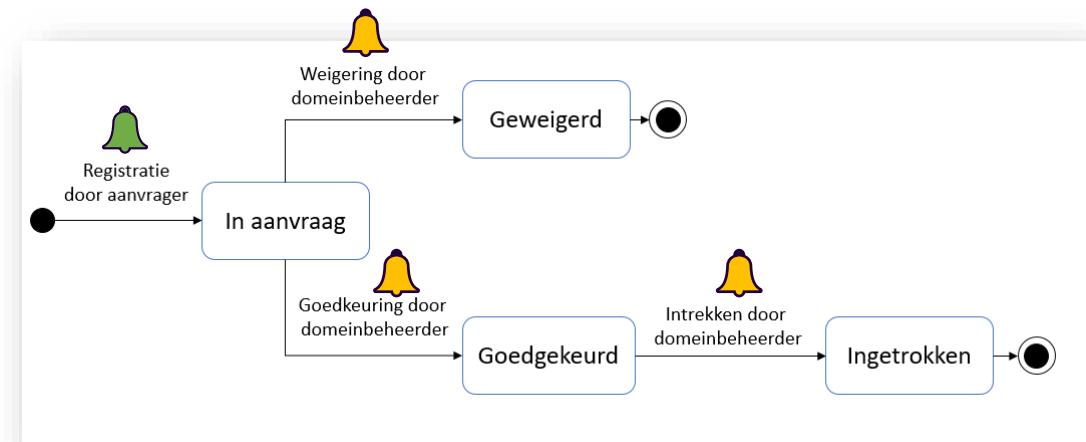 Weigering door
domeinbeheerder
Geweigerd
Registratie
door aanvrager
In aanvraag
Goedkeuring door
domeinbeheerder
Goedgekeurd
Intrekken door
domeinbeheerder
Ingetrokken